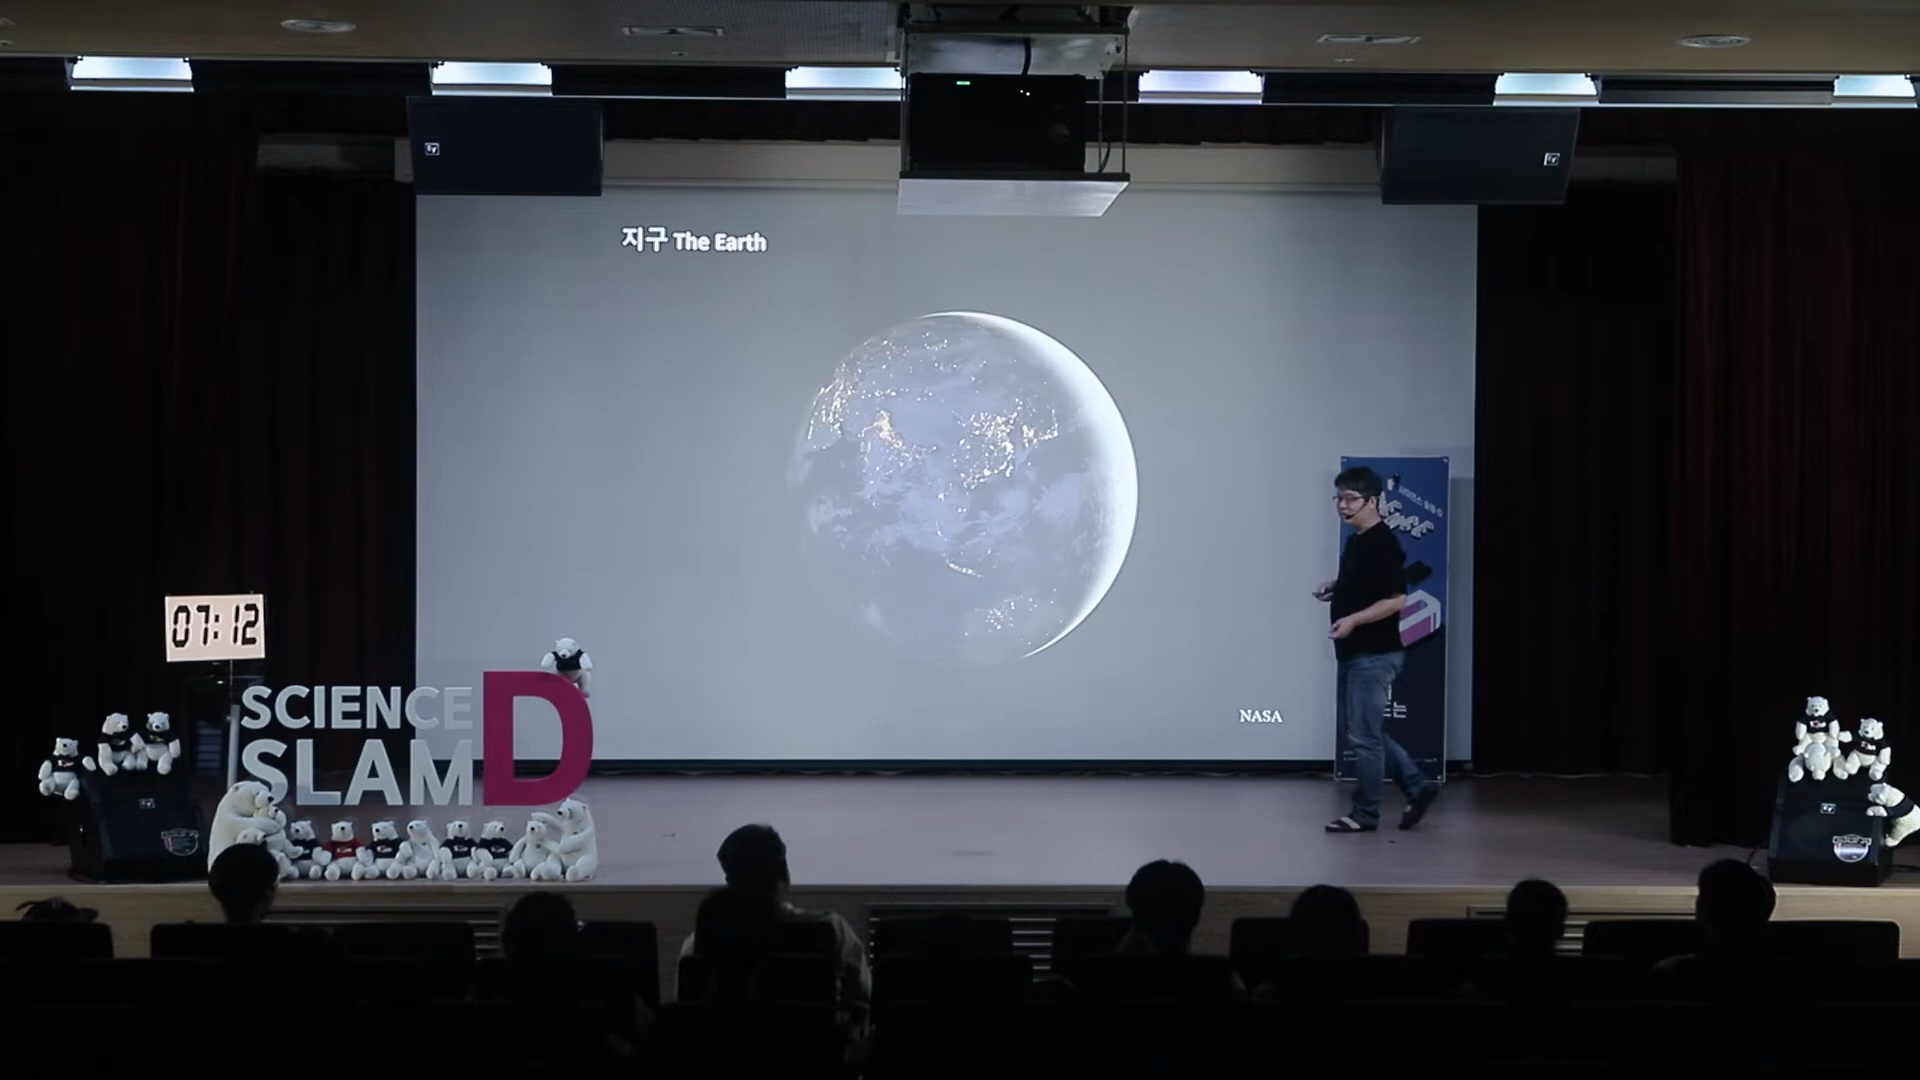 지구 The Earth
07:12
SCIENCE
SLAM D
NASA